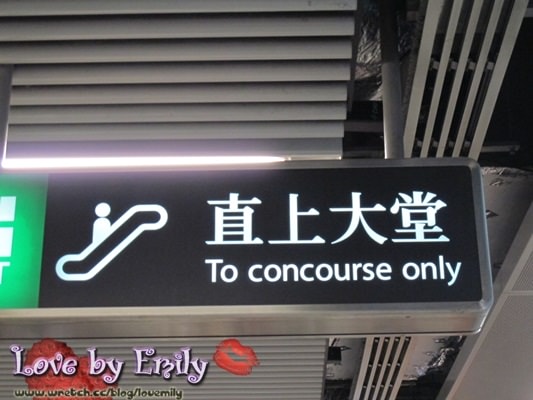 直上大堂
To concourse only
T
Love by Emily
www.wretch.cc/blog/lovemily